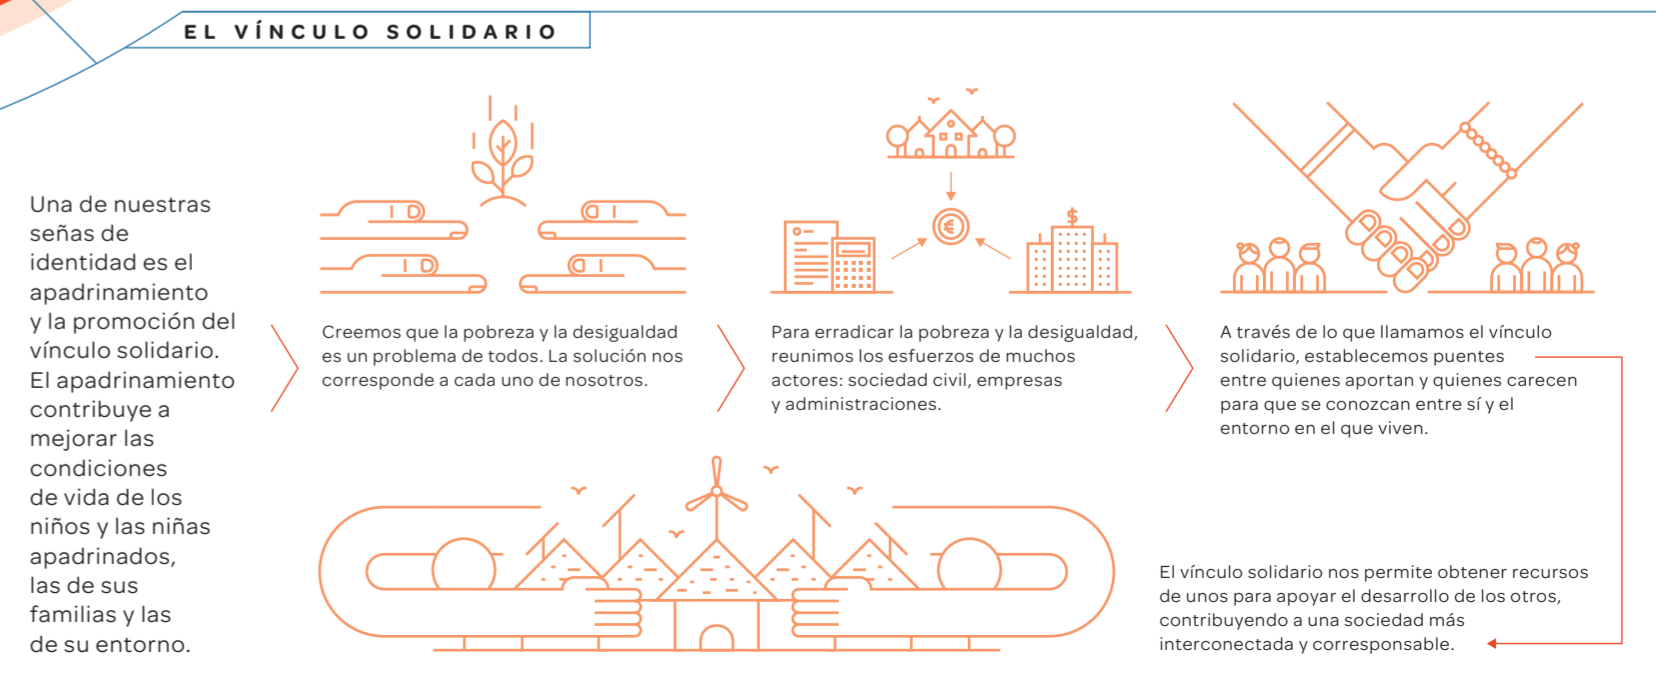 EL VÍNCULO SOLIDARIO
Una de nuestras
señas de
identidad es el
apadrinamiento
y la promoción del
vínculo solidario.
El apadrinamiento
contribuye a
mejorar las
condiciones
de vida de los
niños y las niñas
apadrinados,
las de sus
familias y las
de su entorno.
Creemos que la pobreza y la desigualdad
es un problema de todos. La solución nos
corresponde a cada uno de nosotros.
€
$
Para erradicar la pobreza y la desigualdad,
reunimos los esfuerzos de muchos
actores: sociedad civil, empresas
y administraciones.
A través de lo que llamamos el vínculo
solidario, establecemos puentes
entre quienes aportan y quienes carecen
para que se conozcan entre sí y el
entorno en el que viven.
El vínculo solidario nos permite obtener recursos
de unos para apoyar el desarrollo de los otros,
contribuyendo a una sociedad más
interconectada y corresponsable.